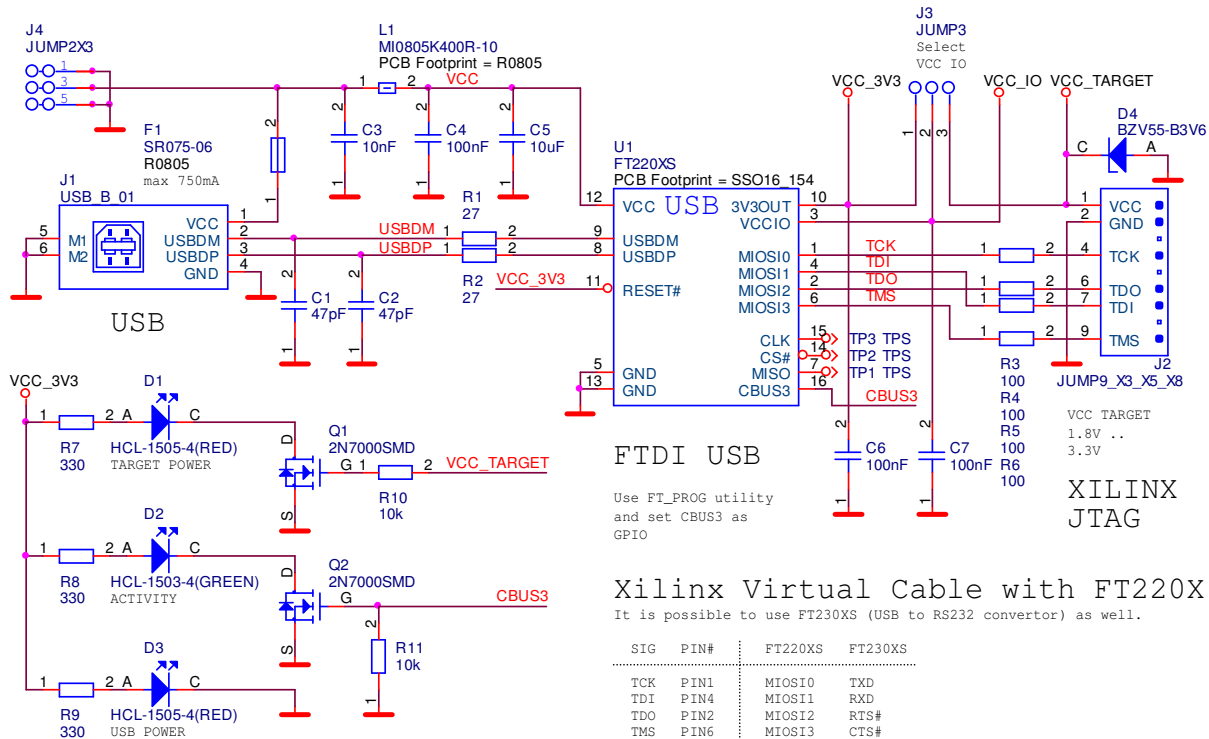 J4
JUMP2X3
1
3
5
F1
SR075-06
R0805
max 750mA
2
1
L1
MI0805K400R-10
PCB Footprint = R0805
1
2
VCC
2
C3
10nF
1
2
C4
100nF
1
2
C5
10uF
1
J1
USB_B_01
5 M1
6 M2
VCC 1
USBDM 2
USBDP 3
GND 4
USB
USBDM
USBDP
R1
27
1 2
1 2
R2
27
2
C1
47pF
1
2
C2
47pF
1
VCC_3V3
U1
FT220XS
PCB Footprint = SSO16_154
USB
12 VCC
9 USBDM
8 USBDP
11 RESET#
5 GND
13 GND
3V3OUT 10
VCCIO 3
MIOSI0 1
MIOSI1 4
MIOSI2 2
MIOSI3 6
CLK 15
CS# 14
MISO 7
CBUS3 16
TCK
TDI
TDO
TMS
TP3 TPS
TP2 TPS
TP1 TPS
CBUS3
FTDI USB
Use FT_PROG utility
and set CBUS3 as
GPIO
J3
JUMP3
Select
VCC IO
VCC_3V3
VCC_IO
VCC_TARGET
1
2
3
D4
BZV55-B3V6
C
A
1 VCC
2 GND
4 TCK
6 TDO
7 TDI
9 TMS
J2
JUMP9_X3_X5_X8
1 2
1 2
1 2
R3
100
R4
100
R5
100
R6
100
VCC TARGET
1.8V ..
3.3V
XILINX
JTAG
2
C6
100nF
1
2
C7
100nF
1
VCC_3V3
D1
1 2 A C
R7
330
HCL-1505-4(RED)
TARGET POWER
Q1
2N7000SMD
D
G
S
1 2
R10
10k
VCC_TARGET
D2
1 2 A C
R8
330
HCL-1503-4(GREEN)
ACTIVITY
Q2
2N7000SMD
D
G
S
CBUS3
2
R11
10k
1
D3
1 2 A C
R9
330
HCL-1505-4(RED)
USB POWER
Xilinx Virtual Cable with FT220X
It is possible to use FT230XS (USB to RS232 convertor) as well.
SIG PIN# FT220XS FT230XS
TCK PIN1 MIOSI0 TXD
TDI PIN4 MIOSI1 RXD
TDO PIN2 MIOSI2 RTS#
TMS PIN6 MIOSI3 CTS#